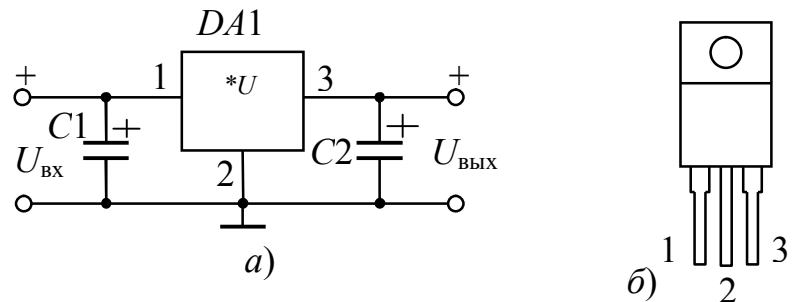 DA1
+ 1 *U 3 +
C1 + C2 +
Uвх 2 Uвых
а)
1 3
б) 2